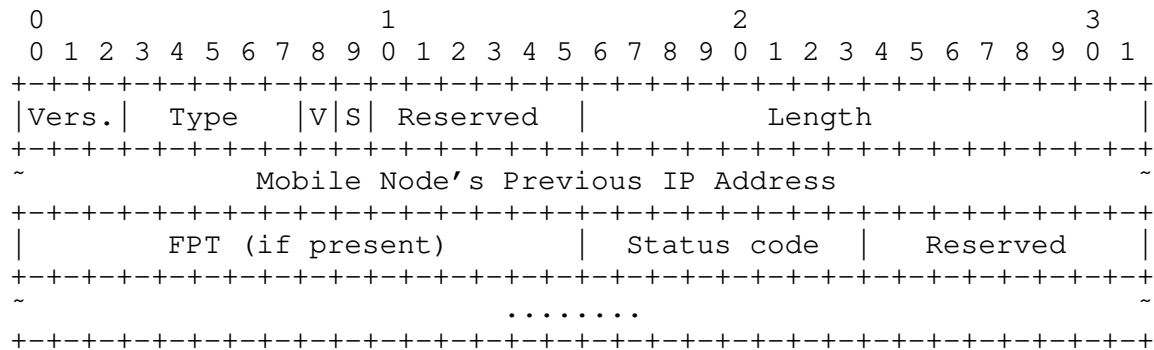 0                   1                   2                   3
 0 1 2 3 4 5 6 7 8 9 0 1 2 3 4 5 6 7 8 9 0 1 2 3 4 5 6 7 8 9 0 1
+-+-+-+-+-+-+-+-+-+-+-+-+-+-+-+-+-+-+-+-+-+-+-+-+-+-+-+-+-+-+-+-+
|Vers.|  Type   |V|S| Reserved  |          Length               |
+-+-+-+-+-+-+-+-+-+-+-+-+-+-+-+-+-+-+-+-+-+-+-+-+-+-+-+-+-+-+-+-+
~             Mobile Node’s Previous IP Address                 ~
+-+-+-+-+-+-+-+-+-+-+-+-+-+-+-+-+-+-+-+-+-+-+-+-+-+-+-+-+-+-+-+-+
|        FPT (if present)       |  Status code  |   Reserved    |
+-+-+-+-+-+-+-+-+-+-+-+-+-+-+-+-+-+-+-+-+-+-+-+-+-+-+-+-+-+-+-+-+
~                           ........                            ~
+-+-+-+-+-+-+-+-+-+-+-+-+-+-+-+-+-+-+-+-+-+-+-+-+-+-+-+-+-+-+-+-+